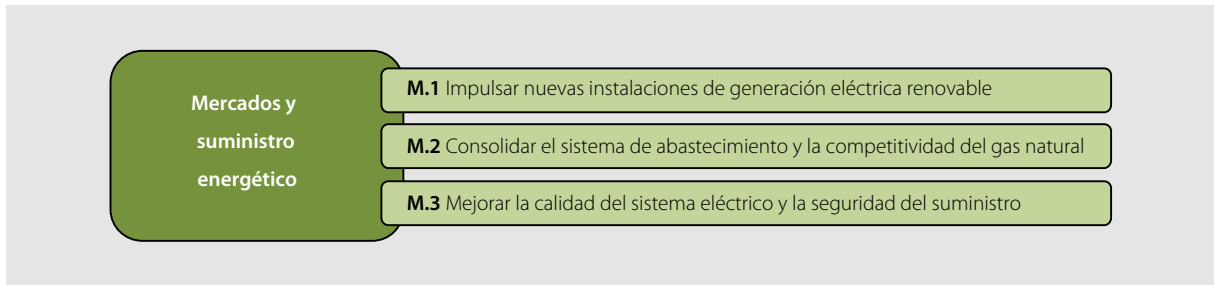 Mercados y
suministro
energético
M.1 Impulsar nuevas instalaciones de generación eléctrica renovable
M.2 Consolidar el sistema de abastecimiento y la competitividad del gas natural
M.3 Mejorar la calidad del sistema eléctrico y la seguridad del suministro